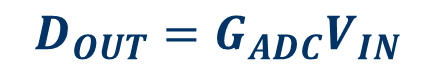 D_OUT = G_ADC V_IN